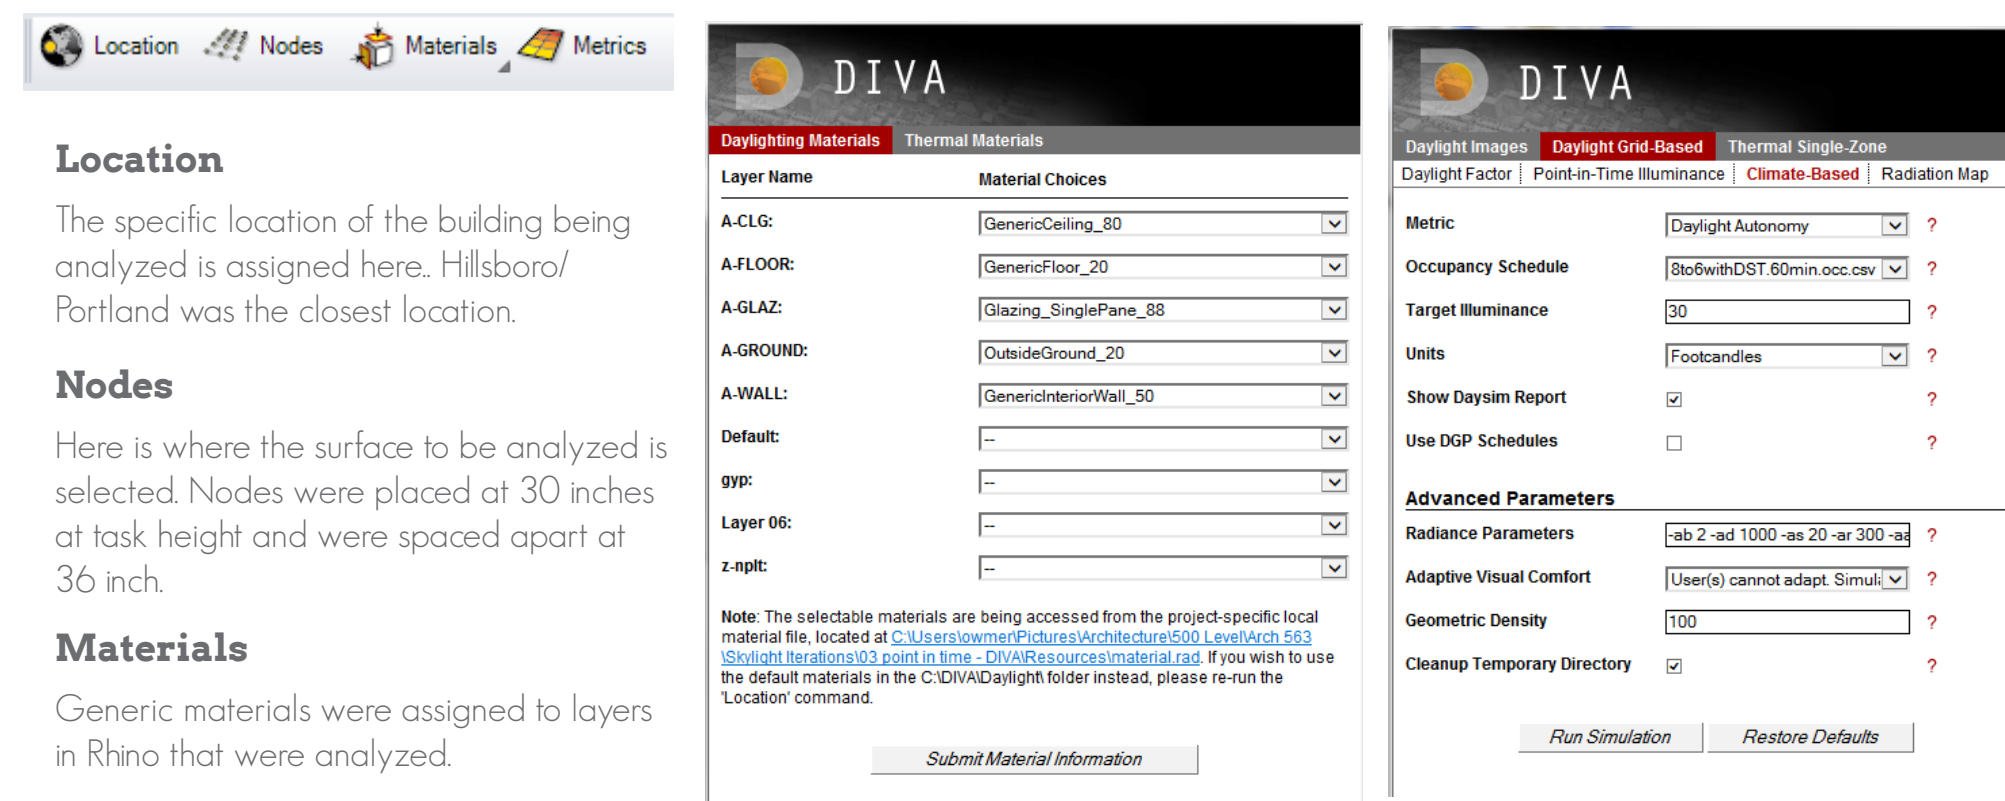 Location Nodes Materials Metrics
Location
The specific location of the building being
analyzed is assigned here.. Hillsboro/
Portland was the closest location.
Nodes
Here is where the surface to be analyzed is
selected. Nodes were placed at 30 inches
at task height and were spaced apart at
36 inch.
Materials
Generic materials were assigned to layers
in Rhino that were analyzed.
DIVA
Daylighting Materials Thermal Materials
Layer Name Material Choices
A-CLG: GenericCeiling_80
A-FLOOR: GenericFloor_20
A-GLAZ: Glazing_SinglePane_88
A-GROUND: OutsideGround_20
A-WALL: GenericInteriorWall_50
Default: --
gyp: --
Layer 06: --
z-nplt: --
Note: The selectable materials are being accessed from the project-specific local
material file, located at C:\Users\owmer\Pictures\Architecture\500 Level\Arch 563
\Skylight Iterations\03 point in time - DIVA\Resources\material.rad. If you wish to use
the default materials in the C:\DIVA\Daylight\ folder instead, please re-run the
'Location' command.
Submit Material Information
DIVA
Daylight Images Daylight Grid-Based Thermal Single-Zone
Daylight Factor Point-in-Time Illuminance Climate-Based Radiation Map
Metric Daylight Autonomy ?
Occupancy Schedule 8to6withDST.60min.occ.csv ?
Target Illuminance 30 ?
Units Footcandles ?
Show Daysim Report ?
Use DGP Schedules ?
Advanced Parameters
Radiance Parameters -ab 2 -ad 1000 -as 20 -ar 300 -aa ?
Adaptive Visual Comfort User(s) cannot adapt. Simul ?
Geometric Density 100 ?
Cleanup Temporary Directory ?
Run Simulation Restore Defaults